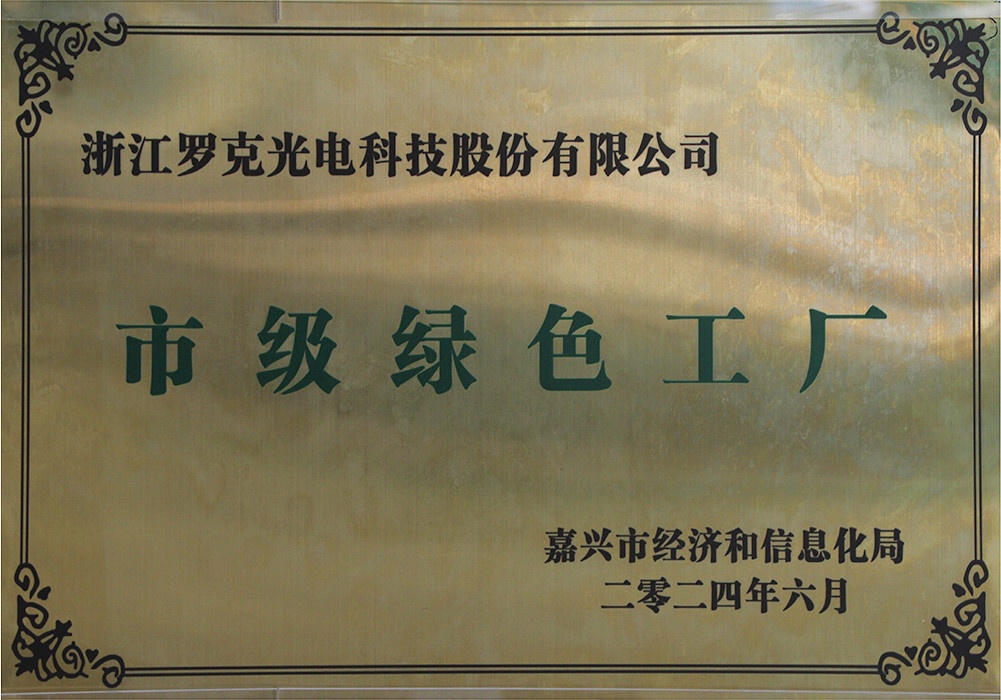 浙江罗克光电科技股份有限公司
市级绿色工厂
嘉兴市经济和信息化局
二零二四年六月